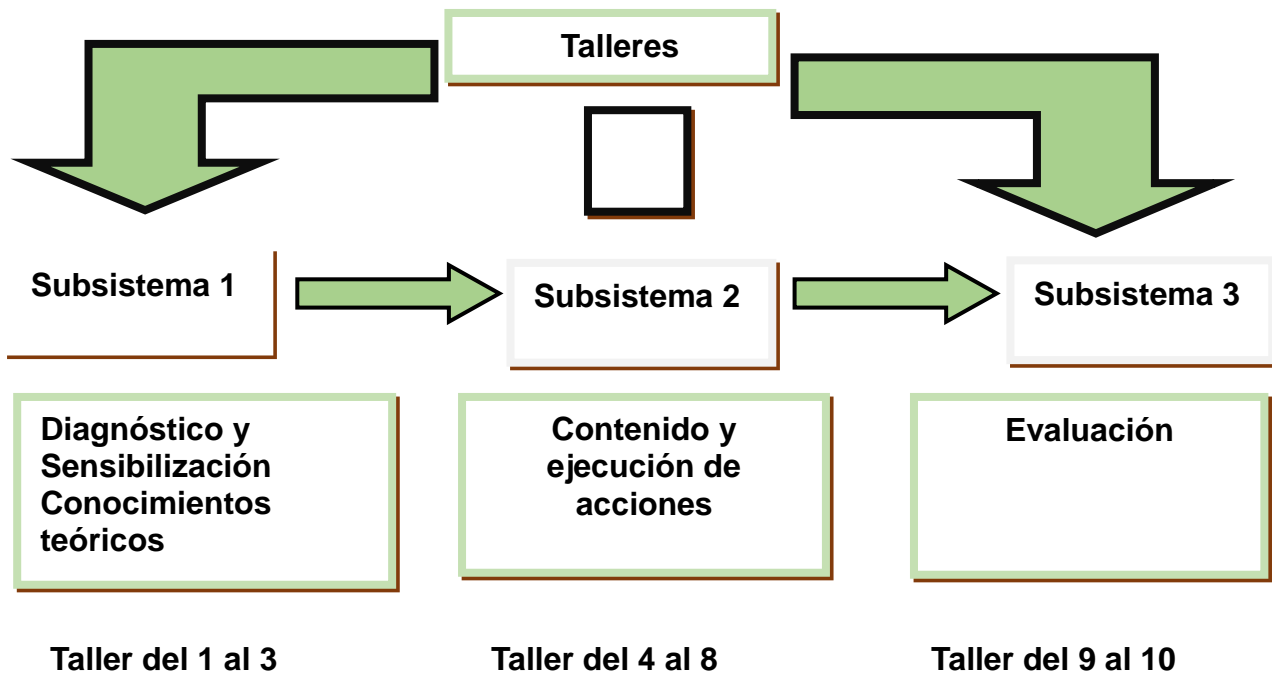 Talleres
Subsistema 1
Subsistema 2
Subsistema 3
Diagnóstico y
Sensibilización
Conocimientos
teóricos
Contenido y
ejecución de
acciones
Evaluación
Taller del 1 al 3
Taller del 4 al 8
Taller del 9 al 10